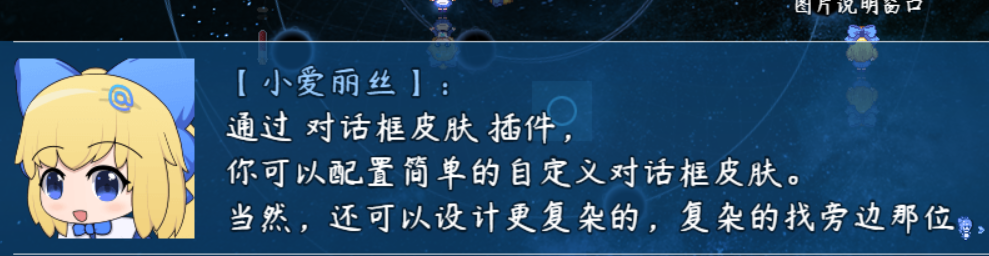 图片说明窗口
【 小爱丽丝 】：
通过 对话框皮肤 插件，
你可以配置简单的自定义对话框皮肤。
当然，还可以设计更复杂的，复杂的找旁边那位